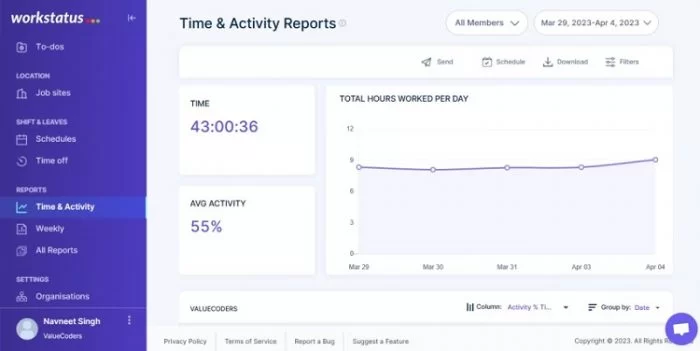 workstatus
To-dos
LOCATION
Job sites
SHIFT & LEAVES
Schedules
Time off
REPORTS
Time & Activity
Weekly
All Reports
SETTINGS
Organisations
Navneet Singh
ValueCoders
Time & Activity Reports
All Members
Mar 29, 2023-Apr 4, 2023
Send
Schedule
Download
Filters
TIME
43:00:36
AVG ACTIVITY
55%
TOTAL HOURS WORKED PER DAY
12
9
6
3
0
Mar 29
Mar 30
Mar 31
Apr 03
Apr 04
VALUECODERS
Column: Activity % Ti...
Group by: Date
Privacy Policy
Terms of Service
Report a Bug
Suggest a Feature
Copyright © 2023. All Rights Re